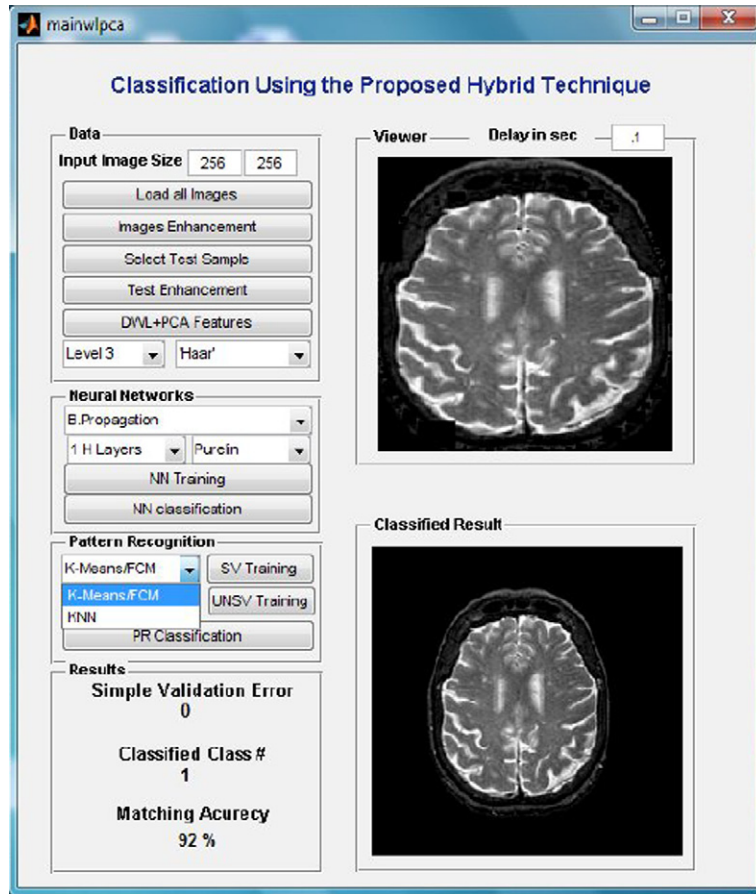 mainwlpca
Classification Using the Proposed Hybrid Technique
Data
Input Image Size 256 256
Load all Images
Images Enhancement
Select Test Sample
Test Enhancement
DWL+PCA Features
Level 3 'Haar'
Neural Networks
B.Propagation
1 H Layers Purelin
NN Training
NN classification
Pattern Recognition
K-Means/FCM SV Training
K-Means/FCM UNSV Training
KNN
PR Classification
Results
Simple Validation Error
0
Classified Class #
1
Matching Acurecy
92 %
Viewer Delay in sec .1
Classified Result